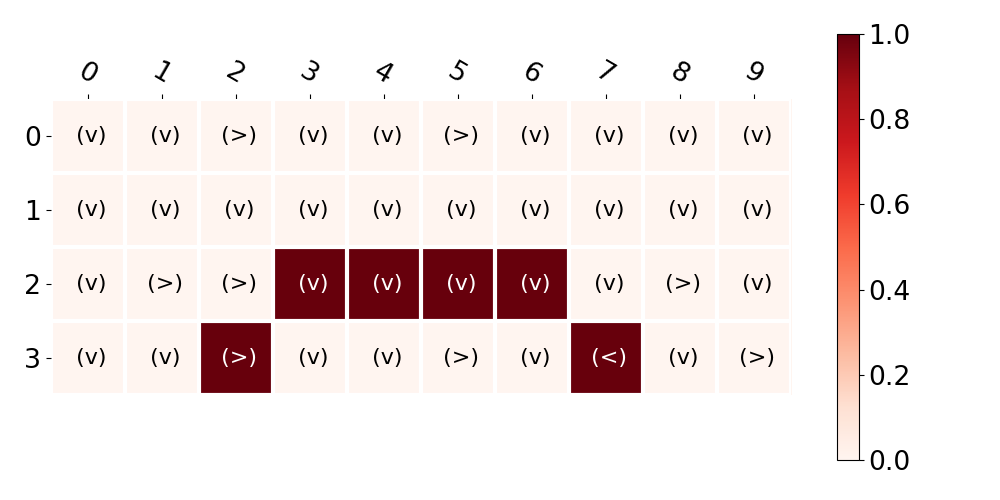 0 1 2 3 4 5 6 7 8 9
0 (v) (v) (>) (v) (v) (>) (v) (v) (v) (v)
1 (v) (v) (v) (v) (v) (v) (v) (v) (v) (v)
2 (v) (>) (>) (v) (v) (v) (v) (v) (>) (v)
3 (v) (v) (>) (v) (v) (>) (v) (<) (v) (>)
1.0
0.8
0.6
0.4
0.2
0.0